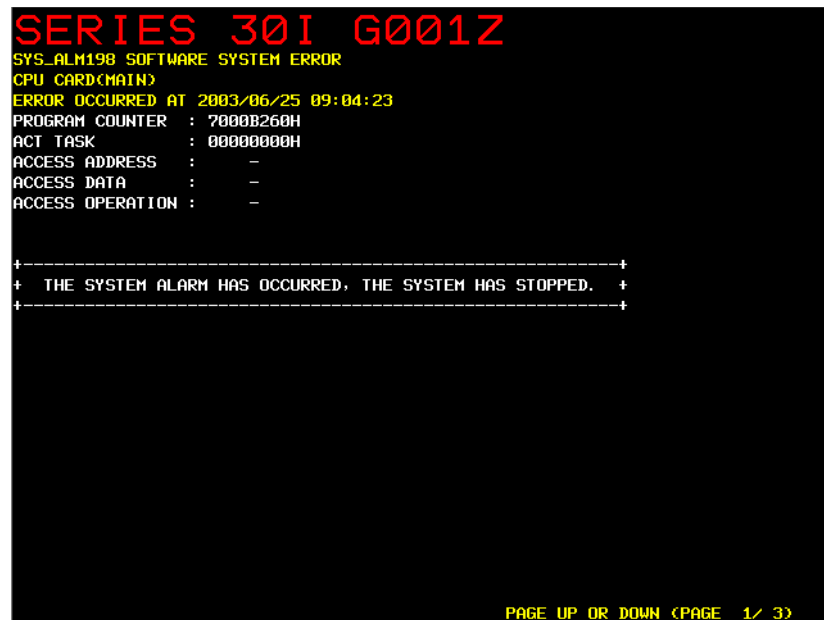 SERIES 30I G001Z
SYS_ALM198 SOFTWARE SYSTEM ERROR
CPU CARD(MAIN)
ERROR OCCURRED AT 2003/06/25 09:04:23
PROGRAM COUNTER : 7000B260H
ACT TASK : 00000000H
ACCESS ADDRESS : -
ACCESS DATA : -
ACCESS OPERATION : -
+----------------------------------------------------------+
+ THE SYSTEM ALARM HAS OCCURRED, THE SYSTEM HAS STOPPED. +
+----------------------------------------------------------+
PAGE UP OR DOWN (PAGE 1/ 3)